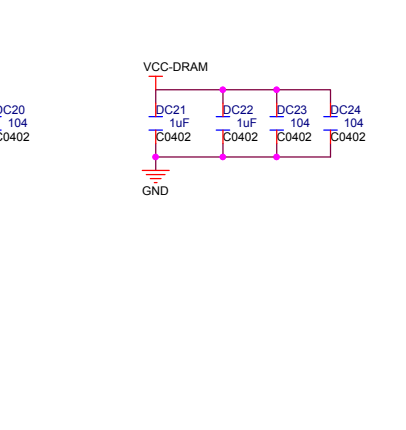 VCC-DRAM
DC21 DC22 DC23 DC24
1uF 1uF 104 104
C0402 C0402 C0402 C0402
GND
DC20
104
C0402